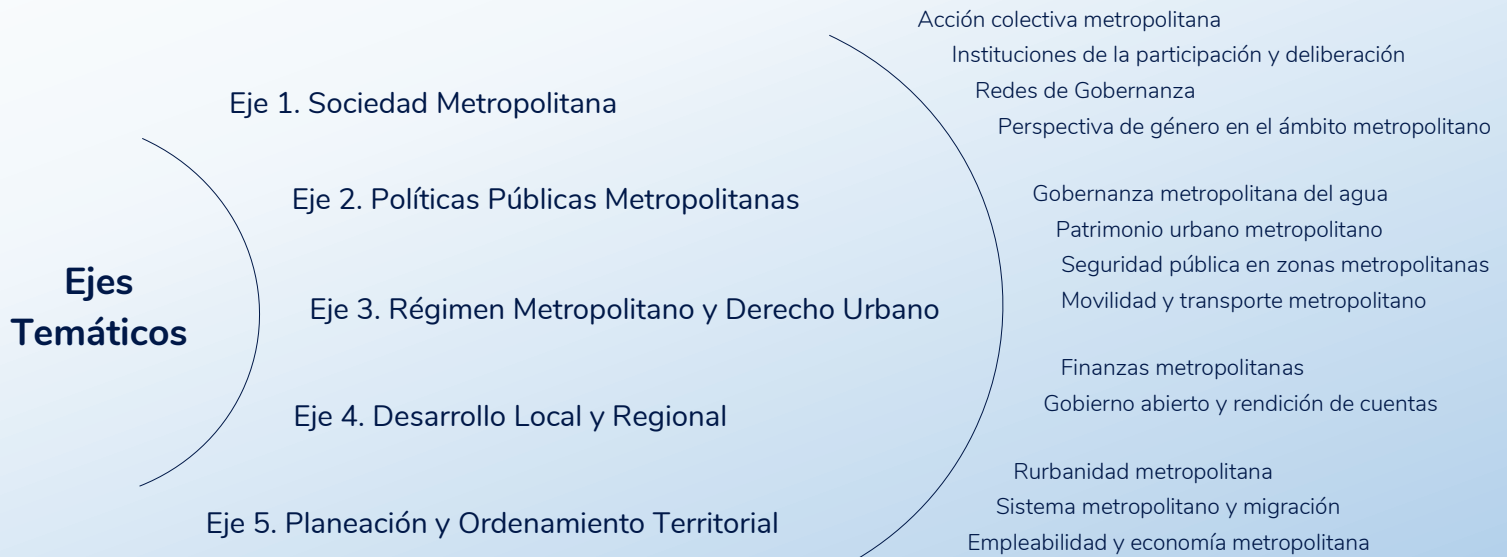 Ejes
Temáticos
Eje 1. Sociedad Metropolitana
Eje 2. Políticas Públicas Metropolitanas
Eje 3. Régimen Metropolitano y Derecho Urbano
Eje 4. Desarrollo Local y Regional
Eje 5. Planeación y Ordenamiento Territorial
Acción colectiva metropolitana
Instituciones de la participación y deliberación
Redes de Gobernanza
Perspectiva de género en el ámbito metropolitano
Gobernanza metropolitana del agua
Patrimonio urbano metropolitano
Seguridad pública en zonas metropolitanas
Movilidad y transporte metropolitano
Finanzas metropolitanas
Gobierno abierto y rendición de cuentas
Rurbanidad metropolitana
Sistema metropolitano y migración
Empleabilidad y economía metropolitana